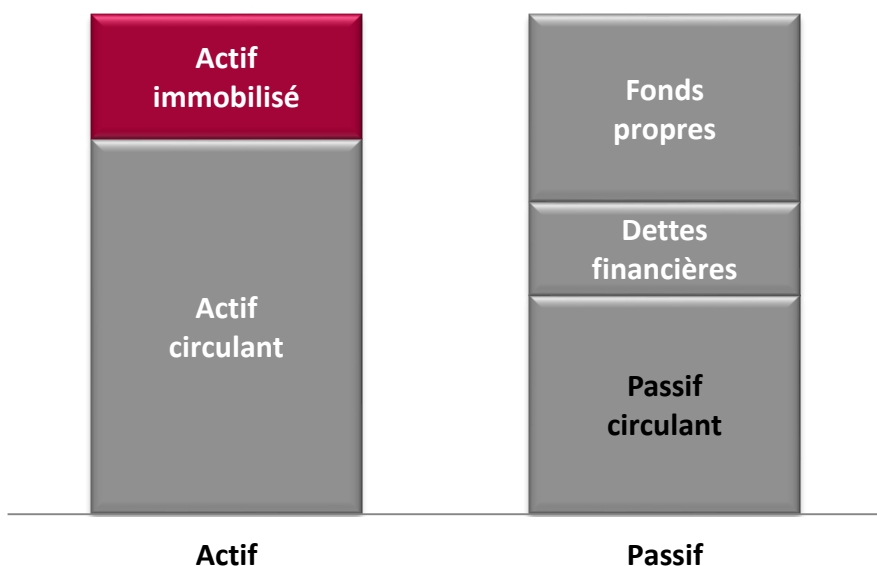 Actif
immobilisé
Actif
circulant
Fonds
propres
Dettes
financières
Passif
circulant
Actif
Passif